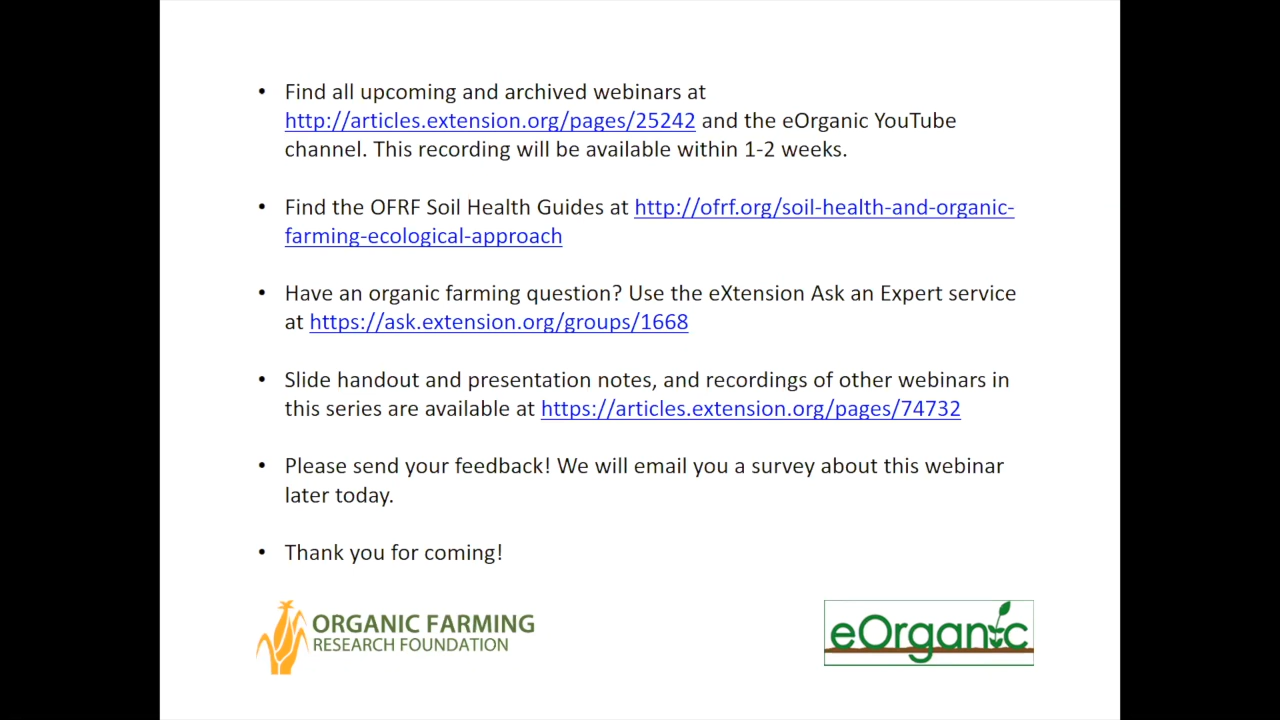 • Find all upcoming and archived webinars at
http://articles.extension.org/pages/25242 and the eOrganic YouTube
channel. This recording will be available within 1-2 weeks.
• Find the OFRF Soil Health Guides at http://ofrf.org/soil-health-and-organic-
farming-ecological-approach
• Have an organic farming question? Use the eXtension Ask an Expert service
at https://ask.extension.org/groups/1668
• Slide handout and presentation notes, and recordings of other webinars in
this series are available at https://articles.extension.org/pages/74732
• Please send your feedback! We will email you a survey about this webinar
later today.
• Thank you for coming!
ORGANIC FARMING
RESEARCH FOUNDATION
eOrganic